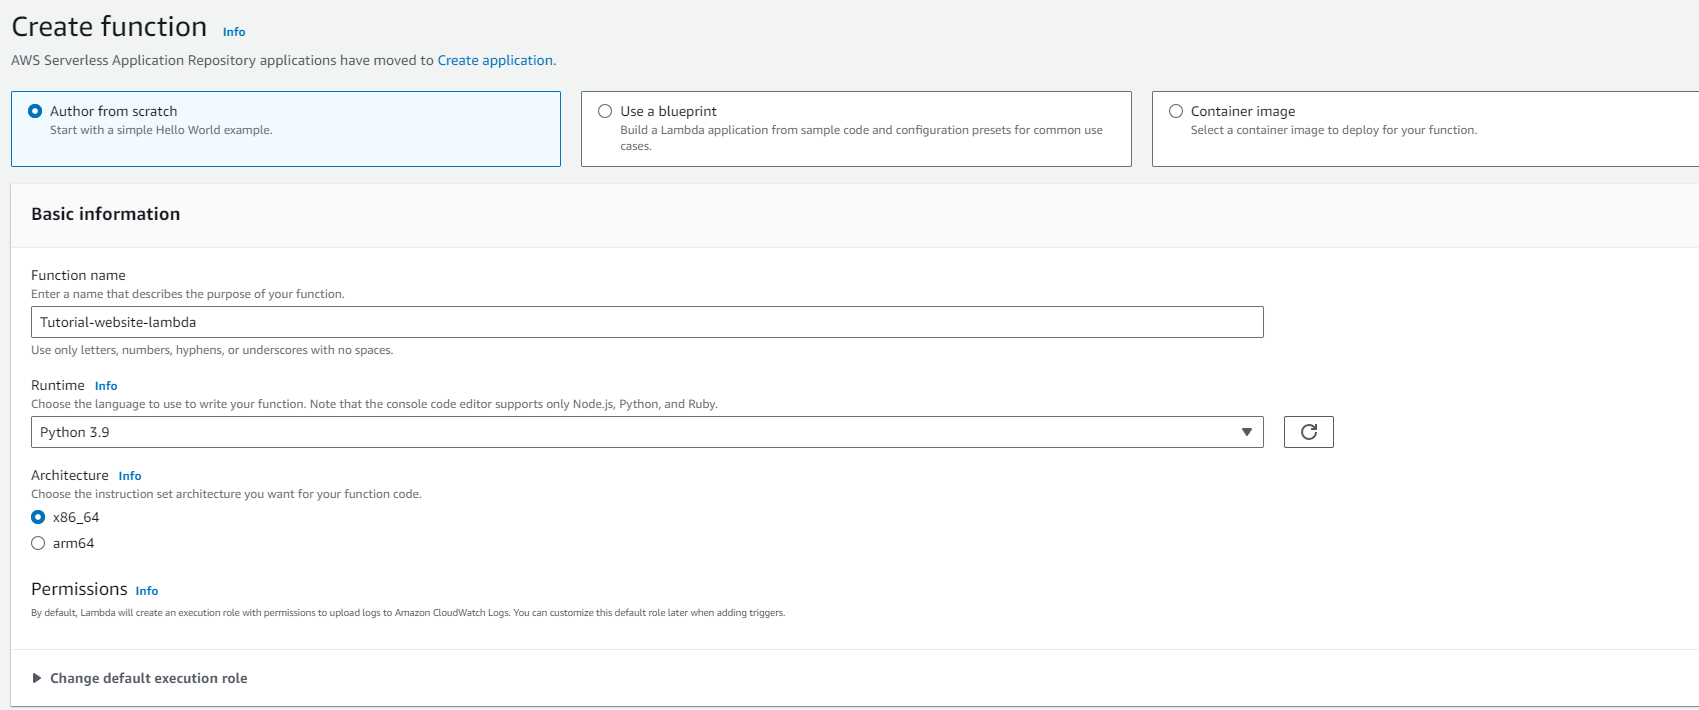 Create function Info
AWS Serverless Application Repository applications have moved to Create application.
Author from scratch
Start with a simple Hello World example.
Use a blueprint
Build a Lambda application from sample code and configuration presets for common use
cases.
Container image
Select a container image to deploy for your function.
Basic information
Function name
Enter a name that describes the purpose of your function.
Tutorial-website-lambda
Use only letters, numbers, hyphens, or underscores with no spaces.
Runtime Info
Choose the language to use to write your function. Note that the console code editor supports only Node.js, Python, and Ruby.
Python 3.9
Architecture Info
Choose the instruction set architecture you want for your function code.
x86_64
arm64
Permissions Info
By default, Lambda will create an execution role with permissions to upload logs to Amazon CloudWatch Logs. You can customize this default role later when adding triggers.
Change default execution role